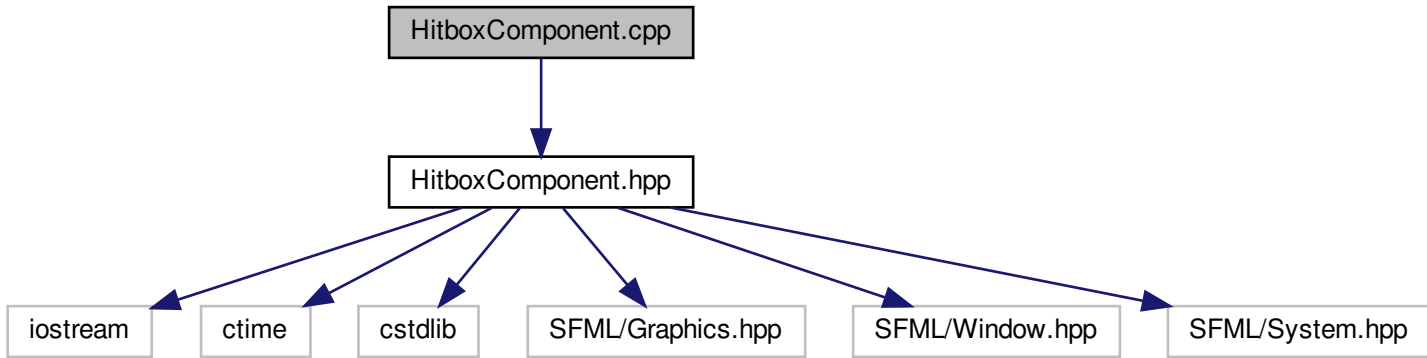 HitboxComponent.cpp
HitboxComponent.hpp
iostream
ctime
cstdlib
SFML/Graphics.hpp
SFML/Window.hpp
SFML/System.hpp